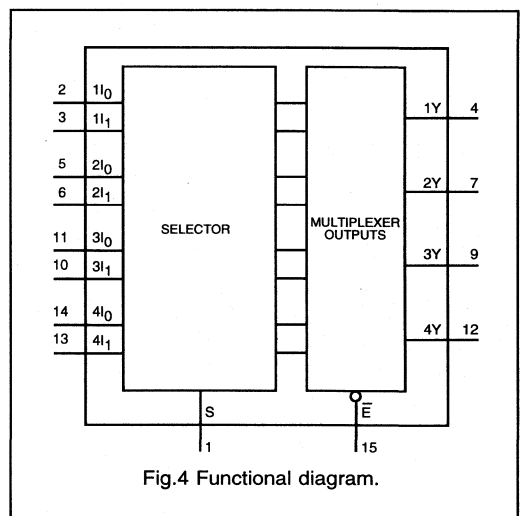 2 1I₀ 1Y 4
3 1I₁
5 2I₀ 2Y 7
6 2I₁
SELECTOR
MULTIPLEXER
OUTPUTS
11 3I₀ 3Y 9
10 3I₁
14 4I₀ 4Y 12
13 4I₁
S E̅
1 15
Fig.4 Functional diagram.